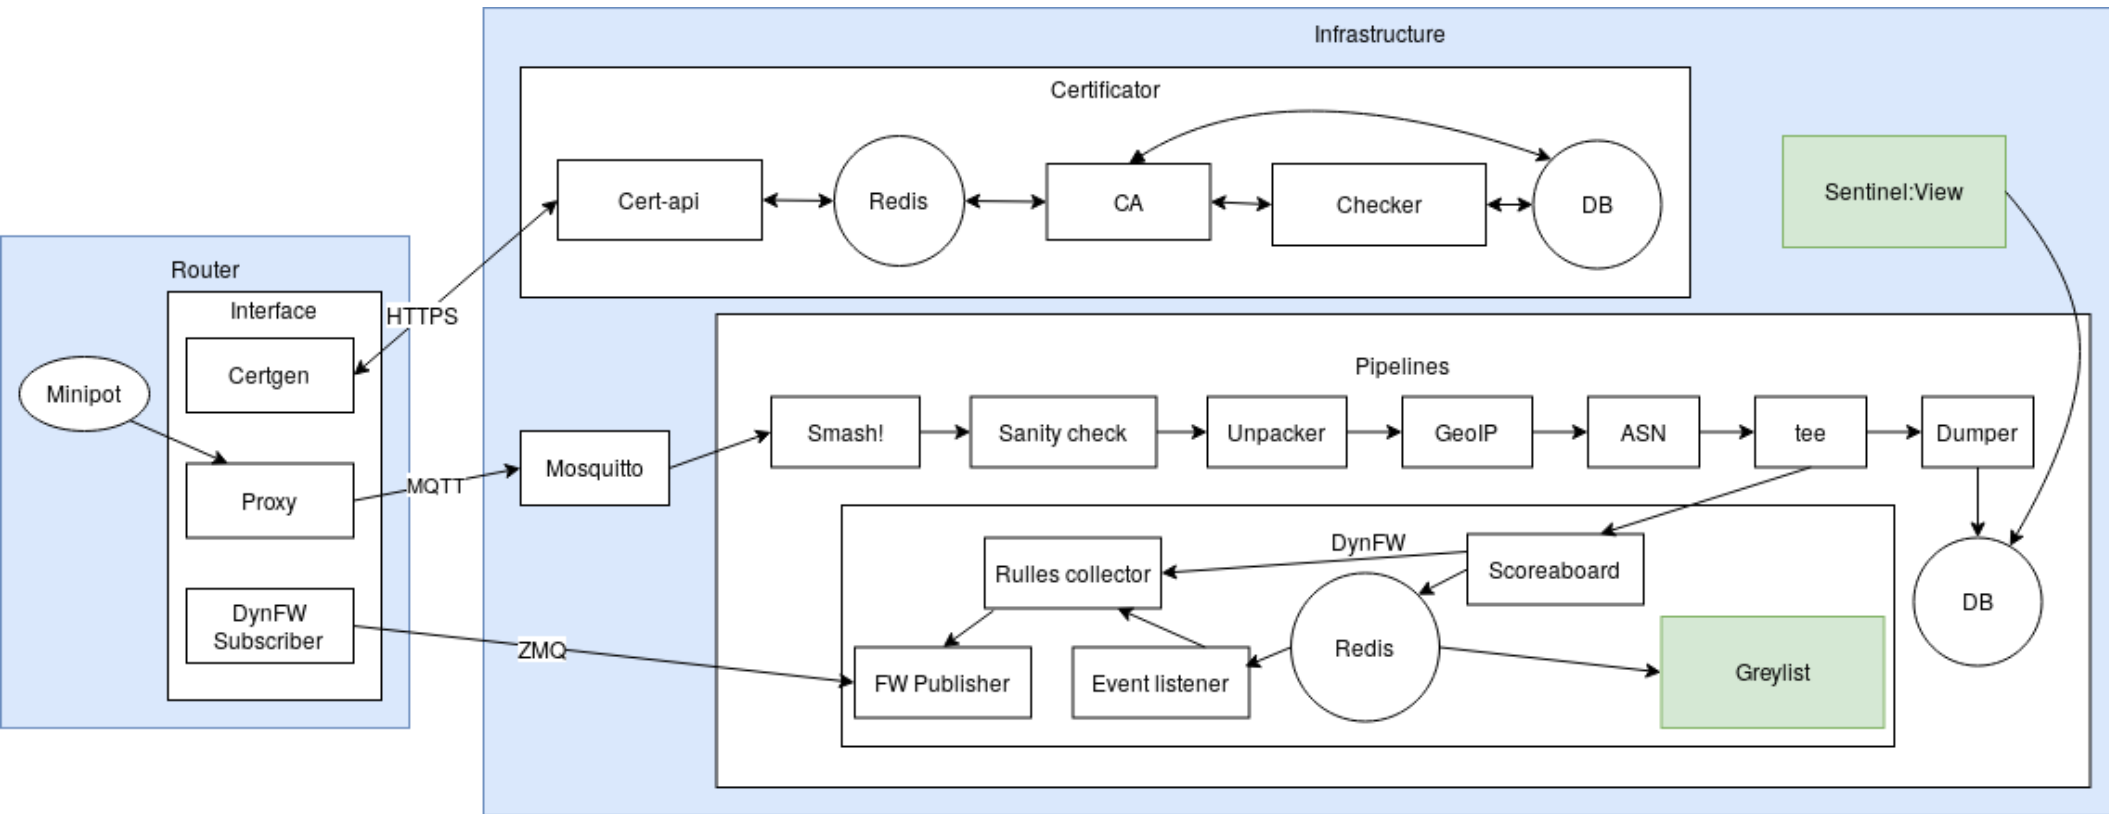 Infrastructure
Certificator
Cert-api
Redis
CA
Checker
DB
Sentinel:View
Router
Interface
HTTPS
Certgen
Minipot
Proxy
MQTT
Mosquitto
DynFW
Subscriber
ZMQ
Pipelines
Smash!
Sanity check
Unpacker
GeoIP
ASN
tee
Dumper
DynFW
Rulles collector
Scoreaboard
Redis
FW Publisher
Event listener
Greylist
DB